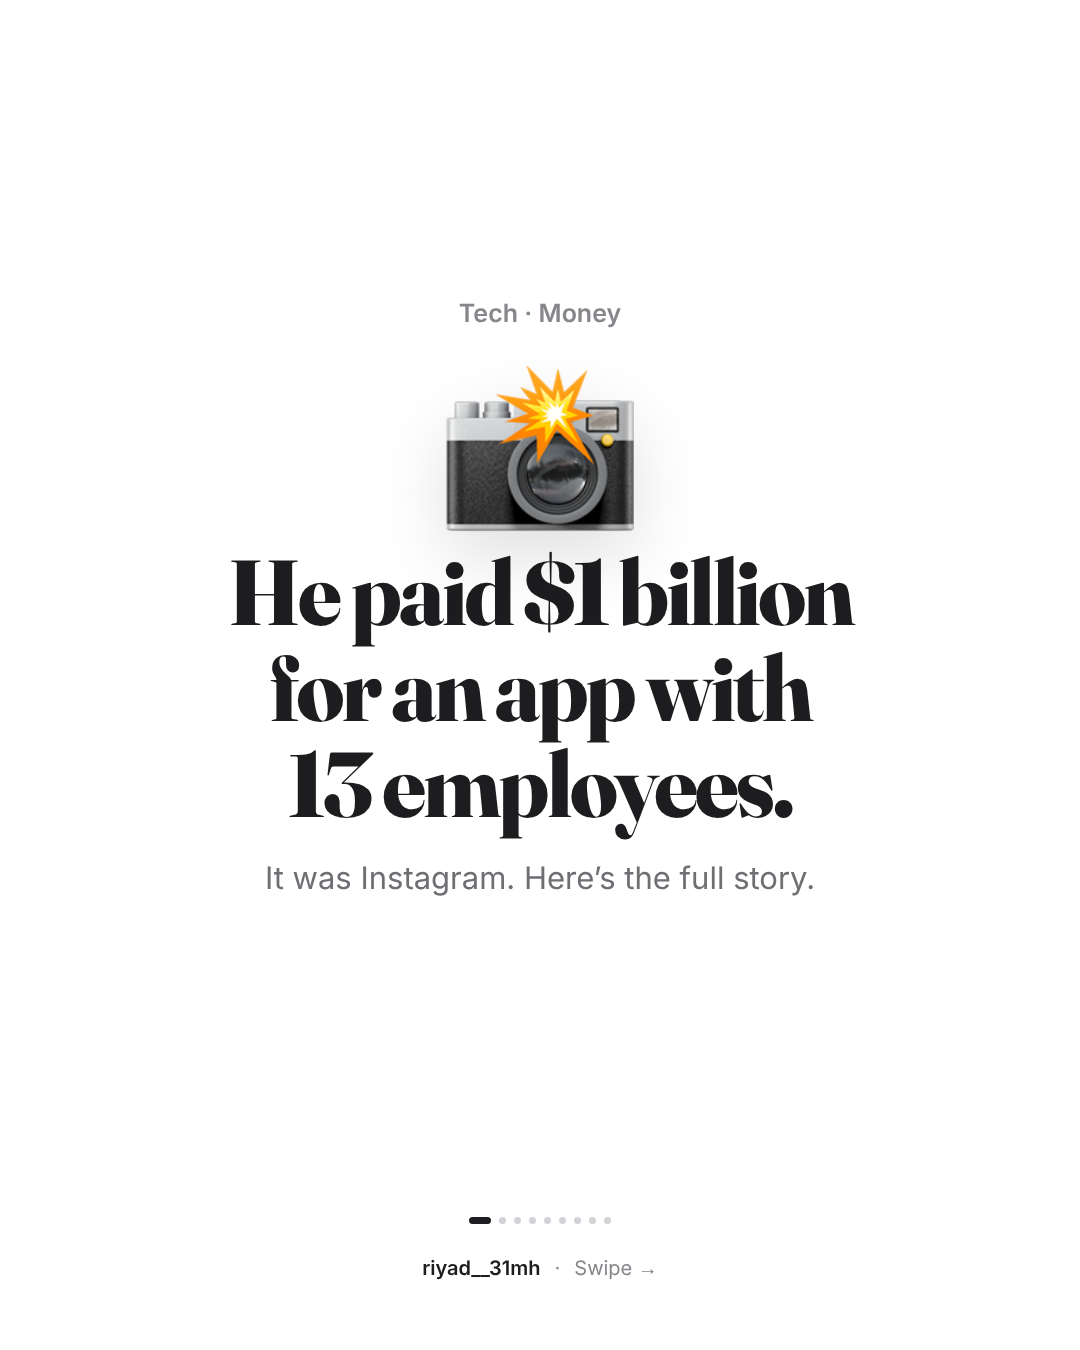 Tech · Money
He paid $1 billion
for an app with
13 employees.
It was Instagram. Here’s the full story.
riyad__31mh · Swipe →